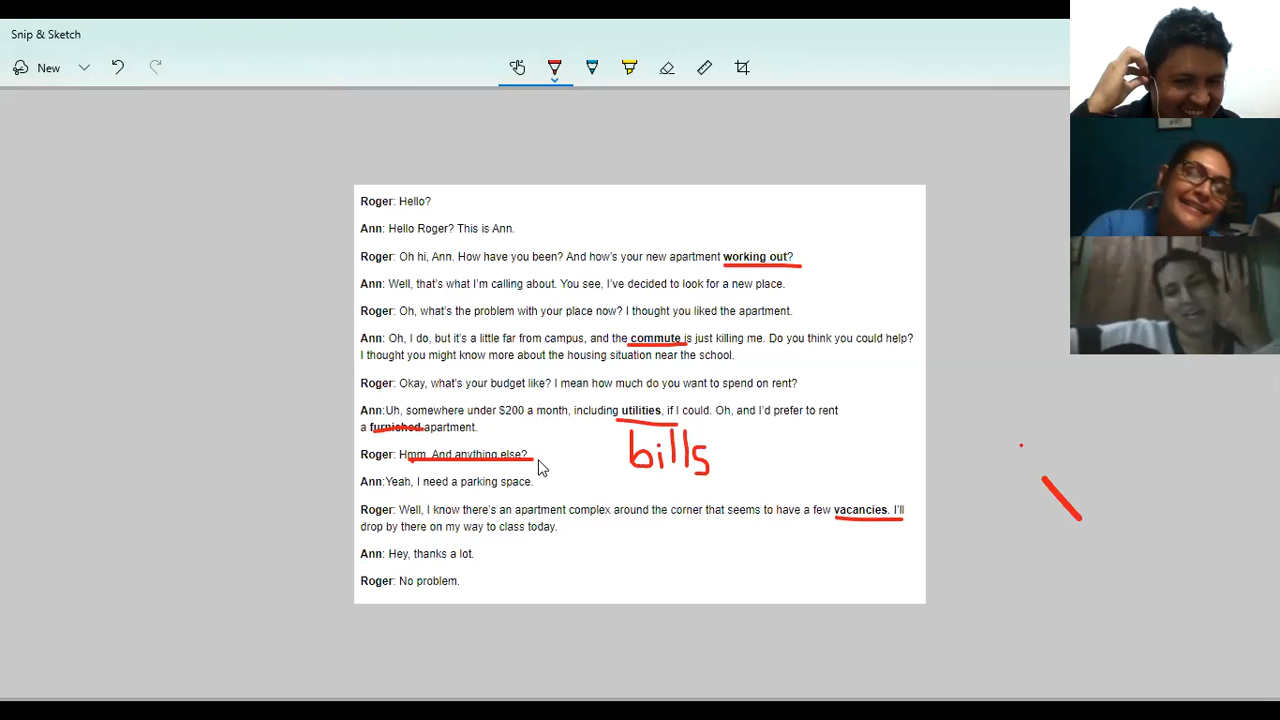 Snip & Sketch
New
Roger: Hello?
Ann: Hello Roger? This is Ann.
Roger: Oh hi, Ann. How have you been? And how's your new apartment working out?
Ann: Well, that's what I'm calling about. You see, I've decided to look for a new place.
Roger: Oh, what's the problem with your place now? I thought you liked the apartment.
Ann: Oh, I do, but it's a little far from campus, and the commute is just killing me. Do you think you could help?
I thought you might know more about the housing situation near the school.
Roger: Okay, what's your budget like? I mean how much do you want to spend on rent?
Ann:Uh, somewhere under $200 a month, including utilities, if I could. Oh, and I'd prefer to rent
a furnished apartment.
bills
Roger: Hmm. And anything else?
Ann:Yeah, I need a parking space.
Roger: Well, I know there's an apartment complex around the corner that seems to have a few vacancies. I'll
drop by there on my way to class today.
Ann: Hey, thanks a lot.
Roger: No problem.